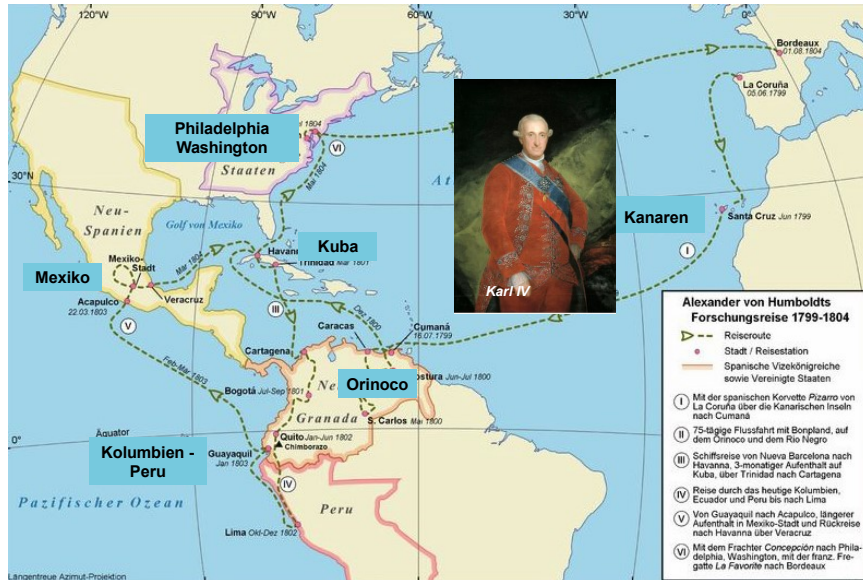 60°W
30°W
0°
Bordeaux
01.08.1804
La Coruña
05.06.1799
Philadelphia
Washington
1804
VI
Staaten
Mai 1804
30°N
Neu-
Spanien
Golf von Mexiko
Kanaren
Santa Cruz Jun 1799
I
Kuba
Havanna
Trinidad Mär 1801
Mexiko-
Stadt
Mexiko
Mär 1804
Veracruz
Acapulco
22.03.1803
V
Karl IV
III
Dez 1800
Caracas
Cumaná
16.07.1799
Feb-Mär 1803
Cartagena
Orinoco
ostura Jun-Jul 1800
Bogotá Jul-Sep 1801
Granada
S. Carlos Mai 1800
Äquator
0°
Quito Jan-Jun 1802
Chimborazo
Kolumbien -
Peru
Guayaquil
Jan 1803
IV
Pazifischer Ozean
Peru
Lima Okt-Dez 1802
Längentreue Azimut-Projektion
Alexander von Humboldts
Forschungsreise 1799-1804
Reiseroute
Stadt / Reisestation
Spanische Vizekönigreiche
sowie Vereinigte Staaten
I Mit der spanischen Korvette Pizarro von
La Coruña über die Kanarischen Inseln
nach Cumaná
II 75-tägige Flussfahrt mit Bonpland, auf
dem Orinoco und dem Rio Negro
III Schiffsreise von Nueva Barcelona nach
Havanna, 3-monatiger Aufenthalt auf
Kuba, über Trinidad nach Cartagena
IV Reise durch das heutige Kolumbien,
Ecuador und Peru bis nach Lima
V Von Guayaquil nach Acapulco, längerer
Aufenthalt in Mexiko-Stadt und Rückreise
nach Havanna über Veracruz
VI Mit dem Frachter Concepción nach Phila-
delphia, Washington, mit der franz. Fre-
gatte La Favorite nach Bordeaux